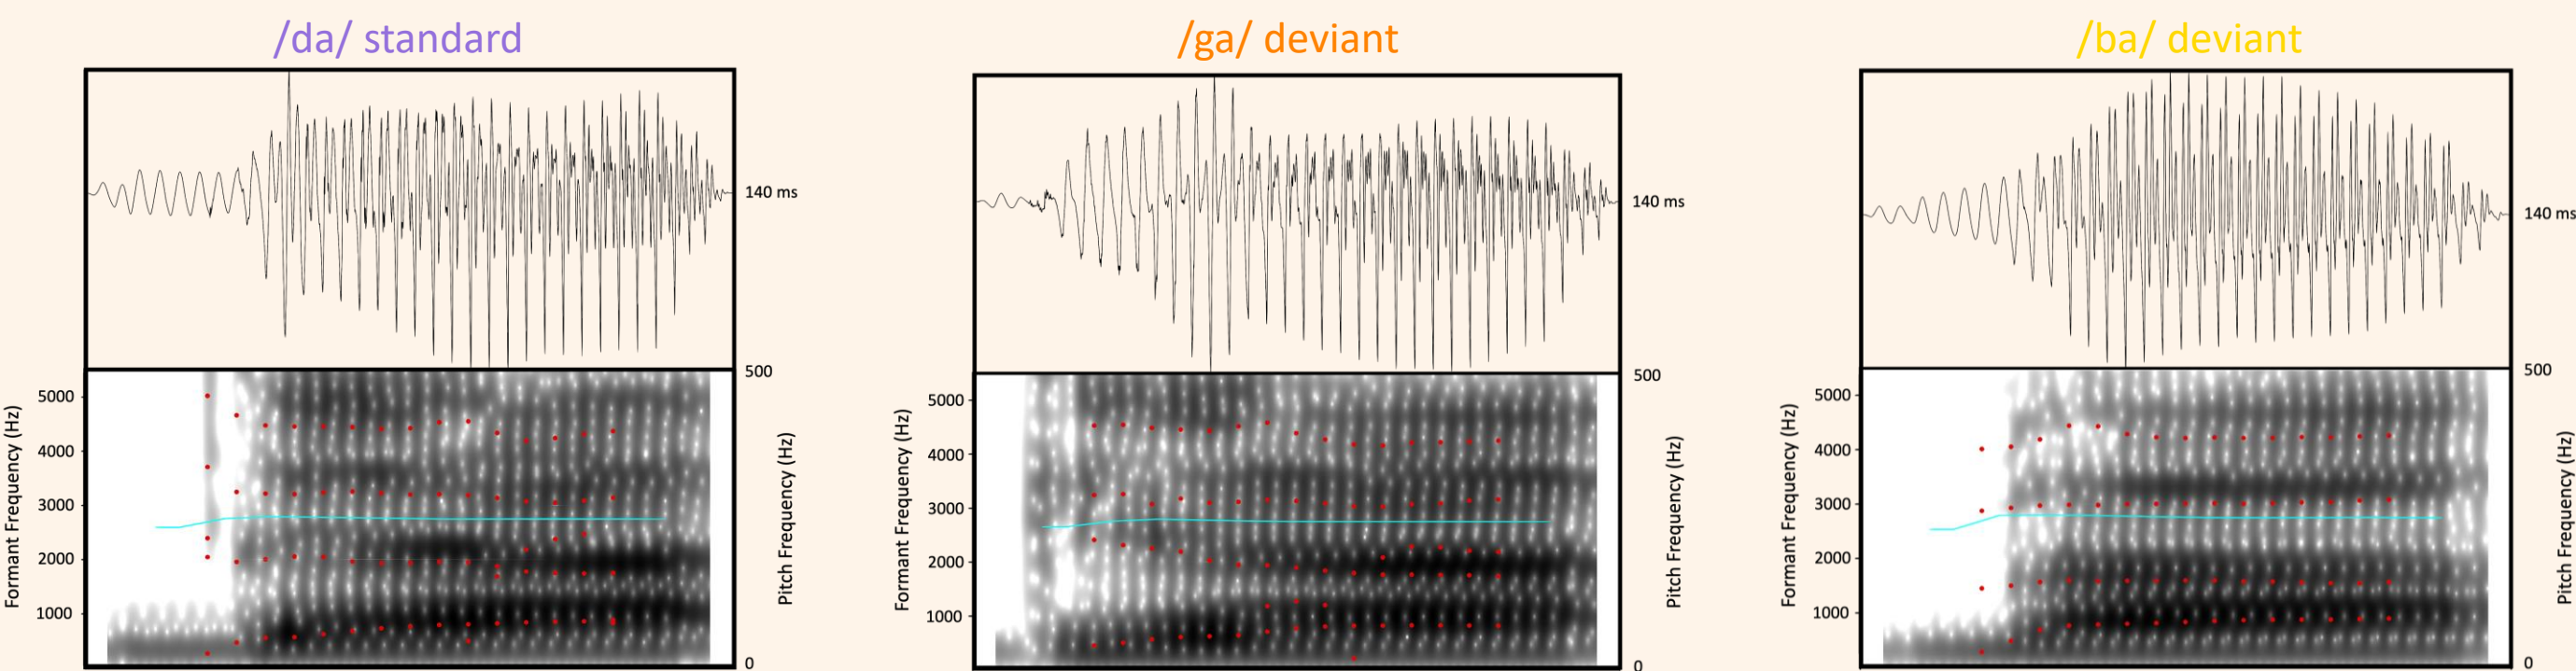 /da/ standard
140 ms
500
5000
4000
3000
2000
1000
0
Formant Frequency (Hz)
Pitch Frequency (Hz)
/ga/ deviant
140 ms
500
5000
4000
3000
2000
1000
0
Formant Frequency (Hz)
Pitch Frequency (Hz)
/ba/ deviant
140 ms
500
5000
4000
3000
2000
1000
0
Formant Frequency (Hz)
Pitch Frequency (Hz)